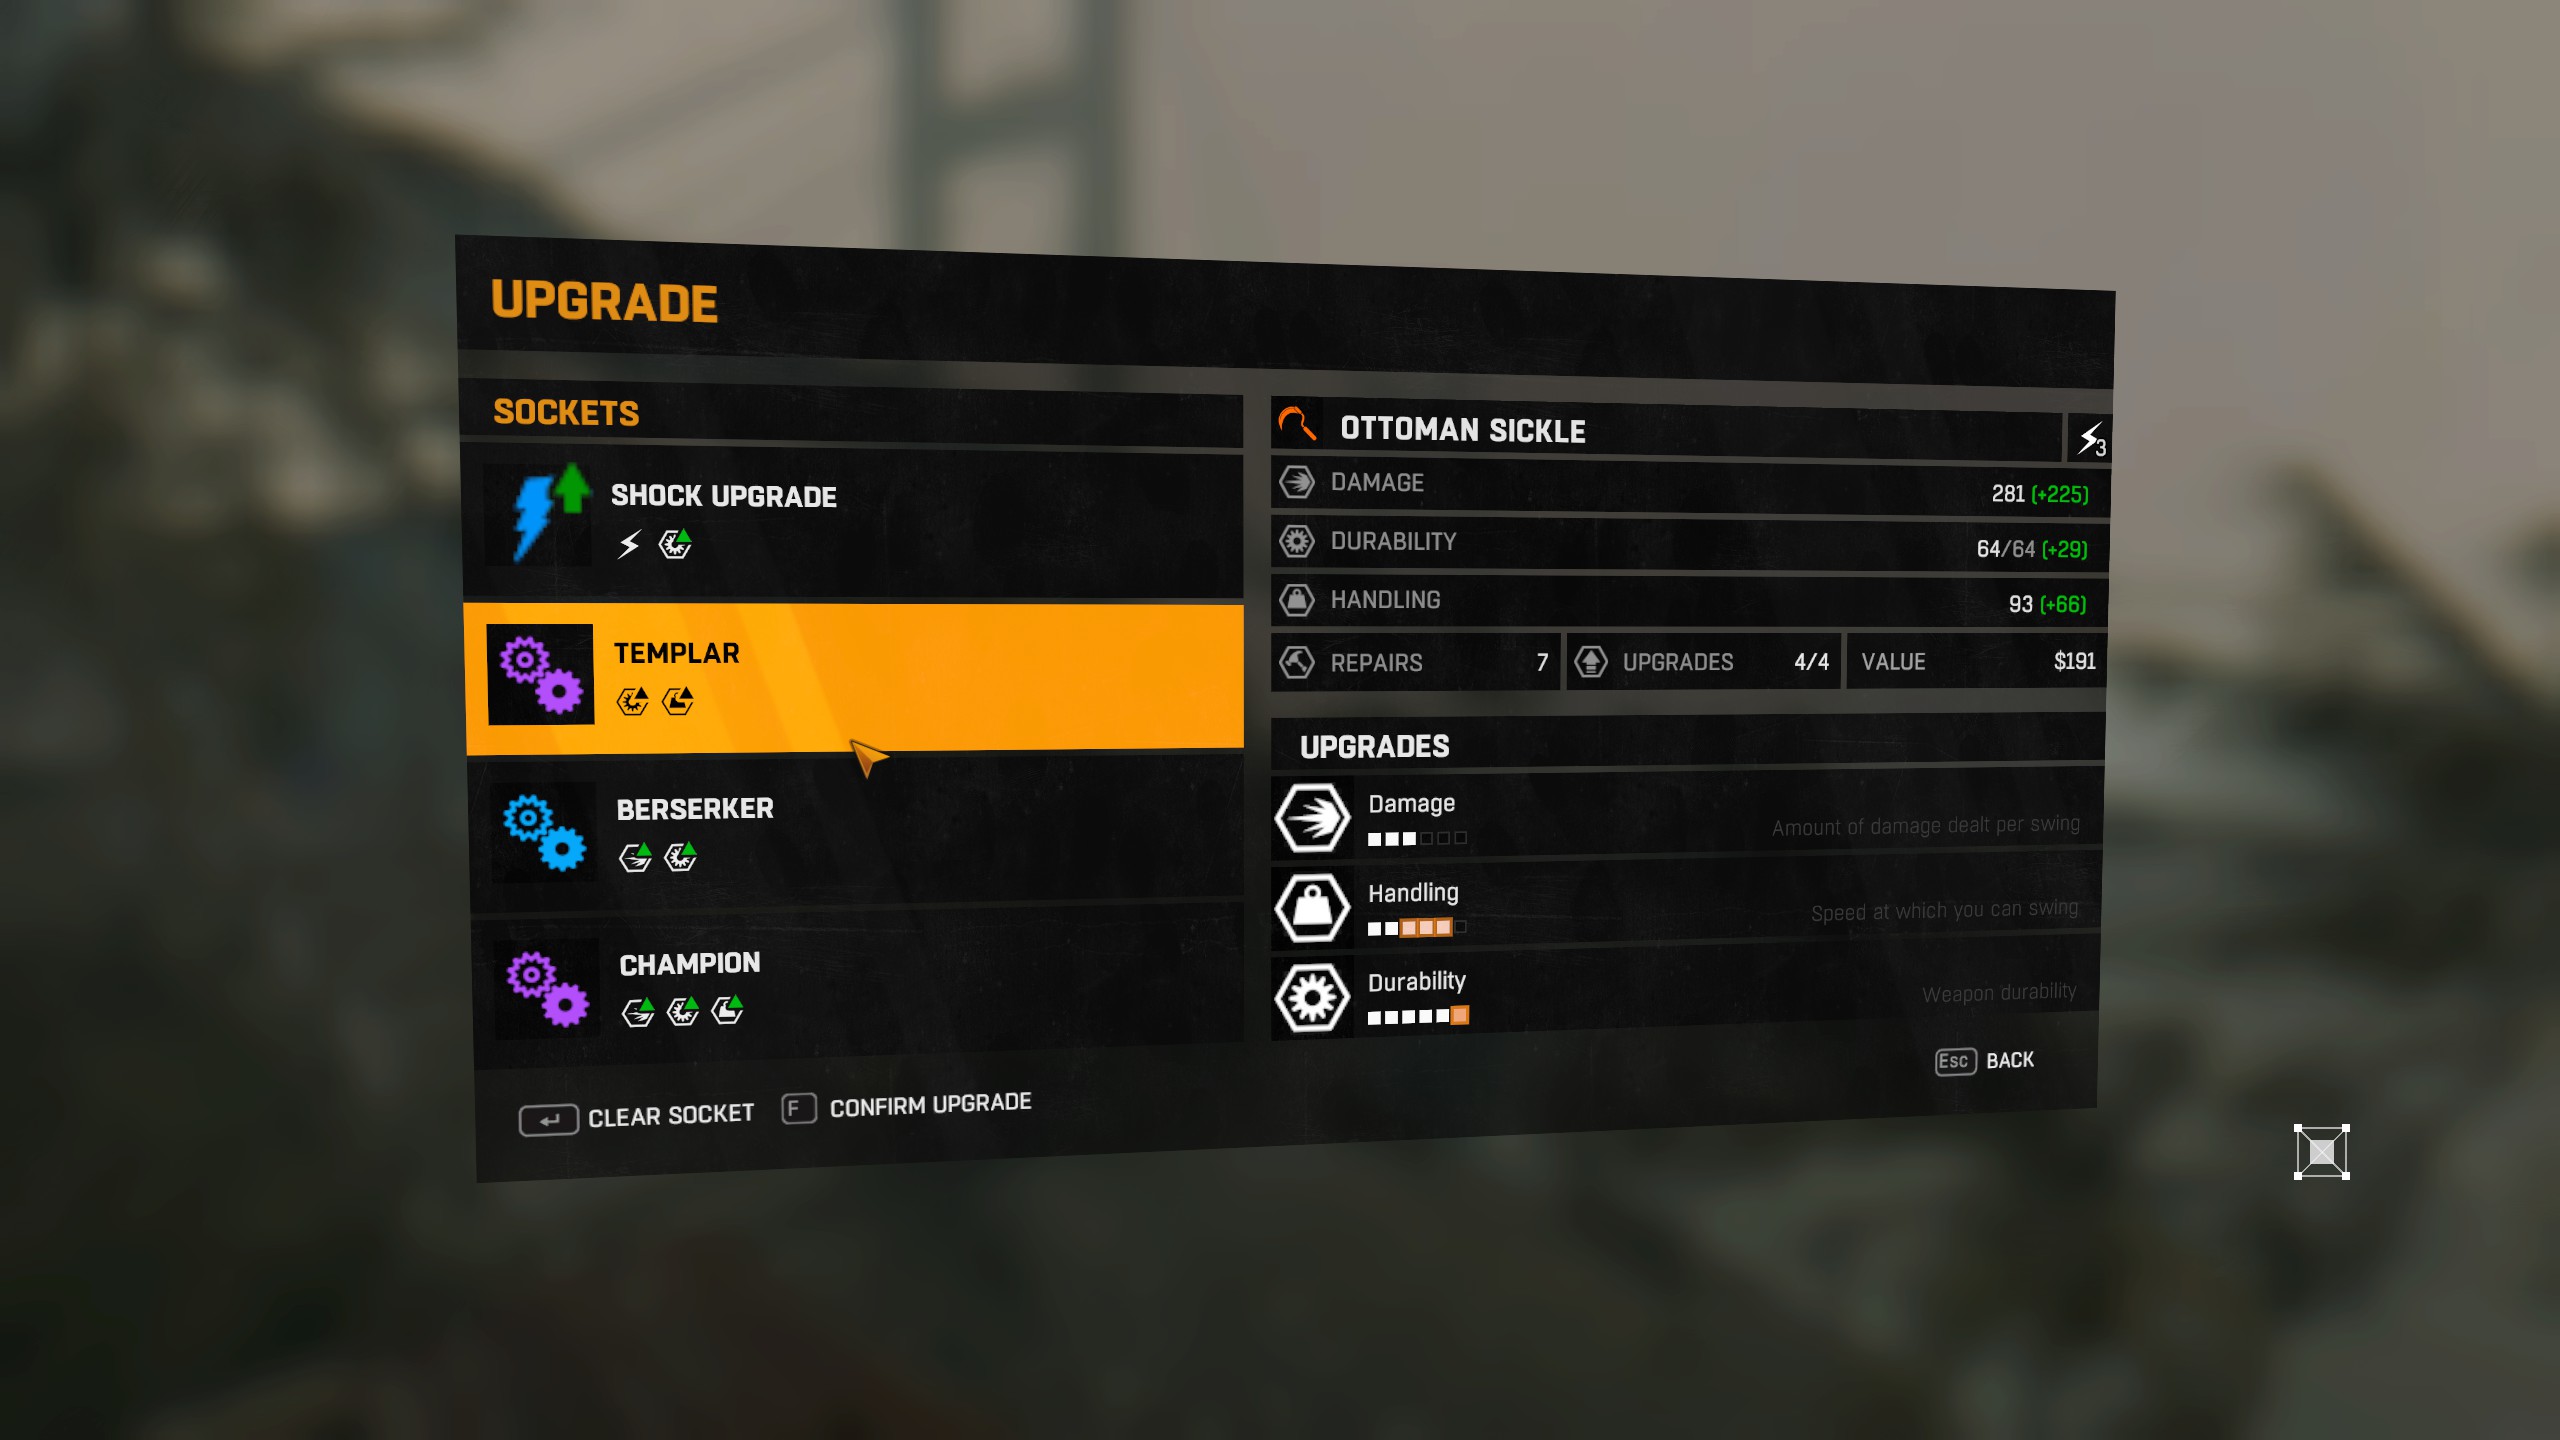 UPGRADE
SOCKETS
SHOCK UPGRADE
TEMPLAR
BERSERKER
CHAMPION
CLEAR SOCKET
F CONFIRM UPGRADE
OTTOMAN SICKLE
3
DAMAGE 281 (+225)
DURABILITY 64/64 (+29)
HANDLING 93 (+66)
REPAIRS 7 UPGRADES 4/4 VALUE $191
UPGRADES
Damage
Amount of damage dealt per swing
Handling
Speed at which you can swing
Durability
Weapon durability
Esc BACK